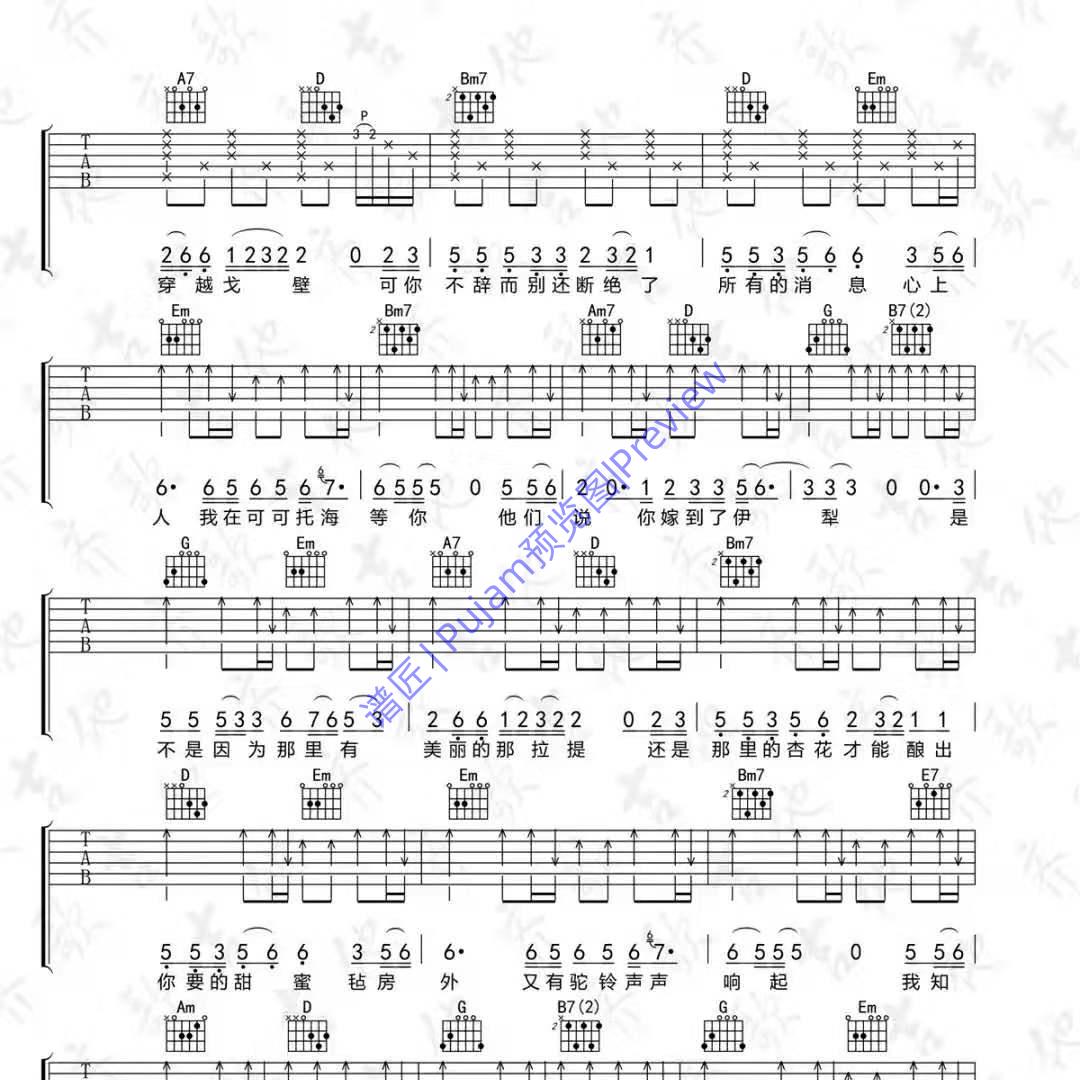 A7 D Bm7 D Em
P
3 2
T
A
B
2 6 6 1 2 3 2 2 0 2 3 5 5 5 3 3 2 3 2 1 5 5 3 5 6 6 3 5 6
穿 越 戈 壁 可 你 不 辞 而 别 还 断 绝 了 所 有 的 消 息 心 上
Em Bm7 Am7 D G B7(2)
T
A
B
6· 6 5 6 5 6 6 7· 6 5 5 5 0 5 5 6 2 0· 1 2 3 3 5 6· 3 3 3 0 0· 3
人 我 在 可 可 托 海 等 你 他 们 说 你 嫁 到 了 伊 犁 是
G Em A7 D Bm7
T
A
B
5 5 5 3 3 6 7 6 5 3 2 6 6 1 2 3 2 2 0 2 3 5 5 3 5 6 2 3 2 1 1
不 是 因 为 那 里 有 美 丽 的 那 拉 提 还 是 那 里 的 杏 花 才 能 酿 出
D Em Em Bm7 E7
T
A
B
5 5 3 5 6 6 3 5 6 6· 6 5 6 5 6 6 7· 6 5 5 5 0 5 5 6
你 要 的 甜 蜜 毡 房 外 又 有 驼 铃 声 声 响 起 我 知
Am D G B7(2) G Em
T
谱匠 | Pujam预览图|Preview